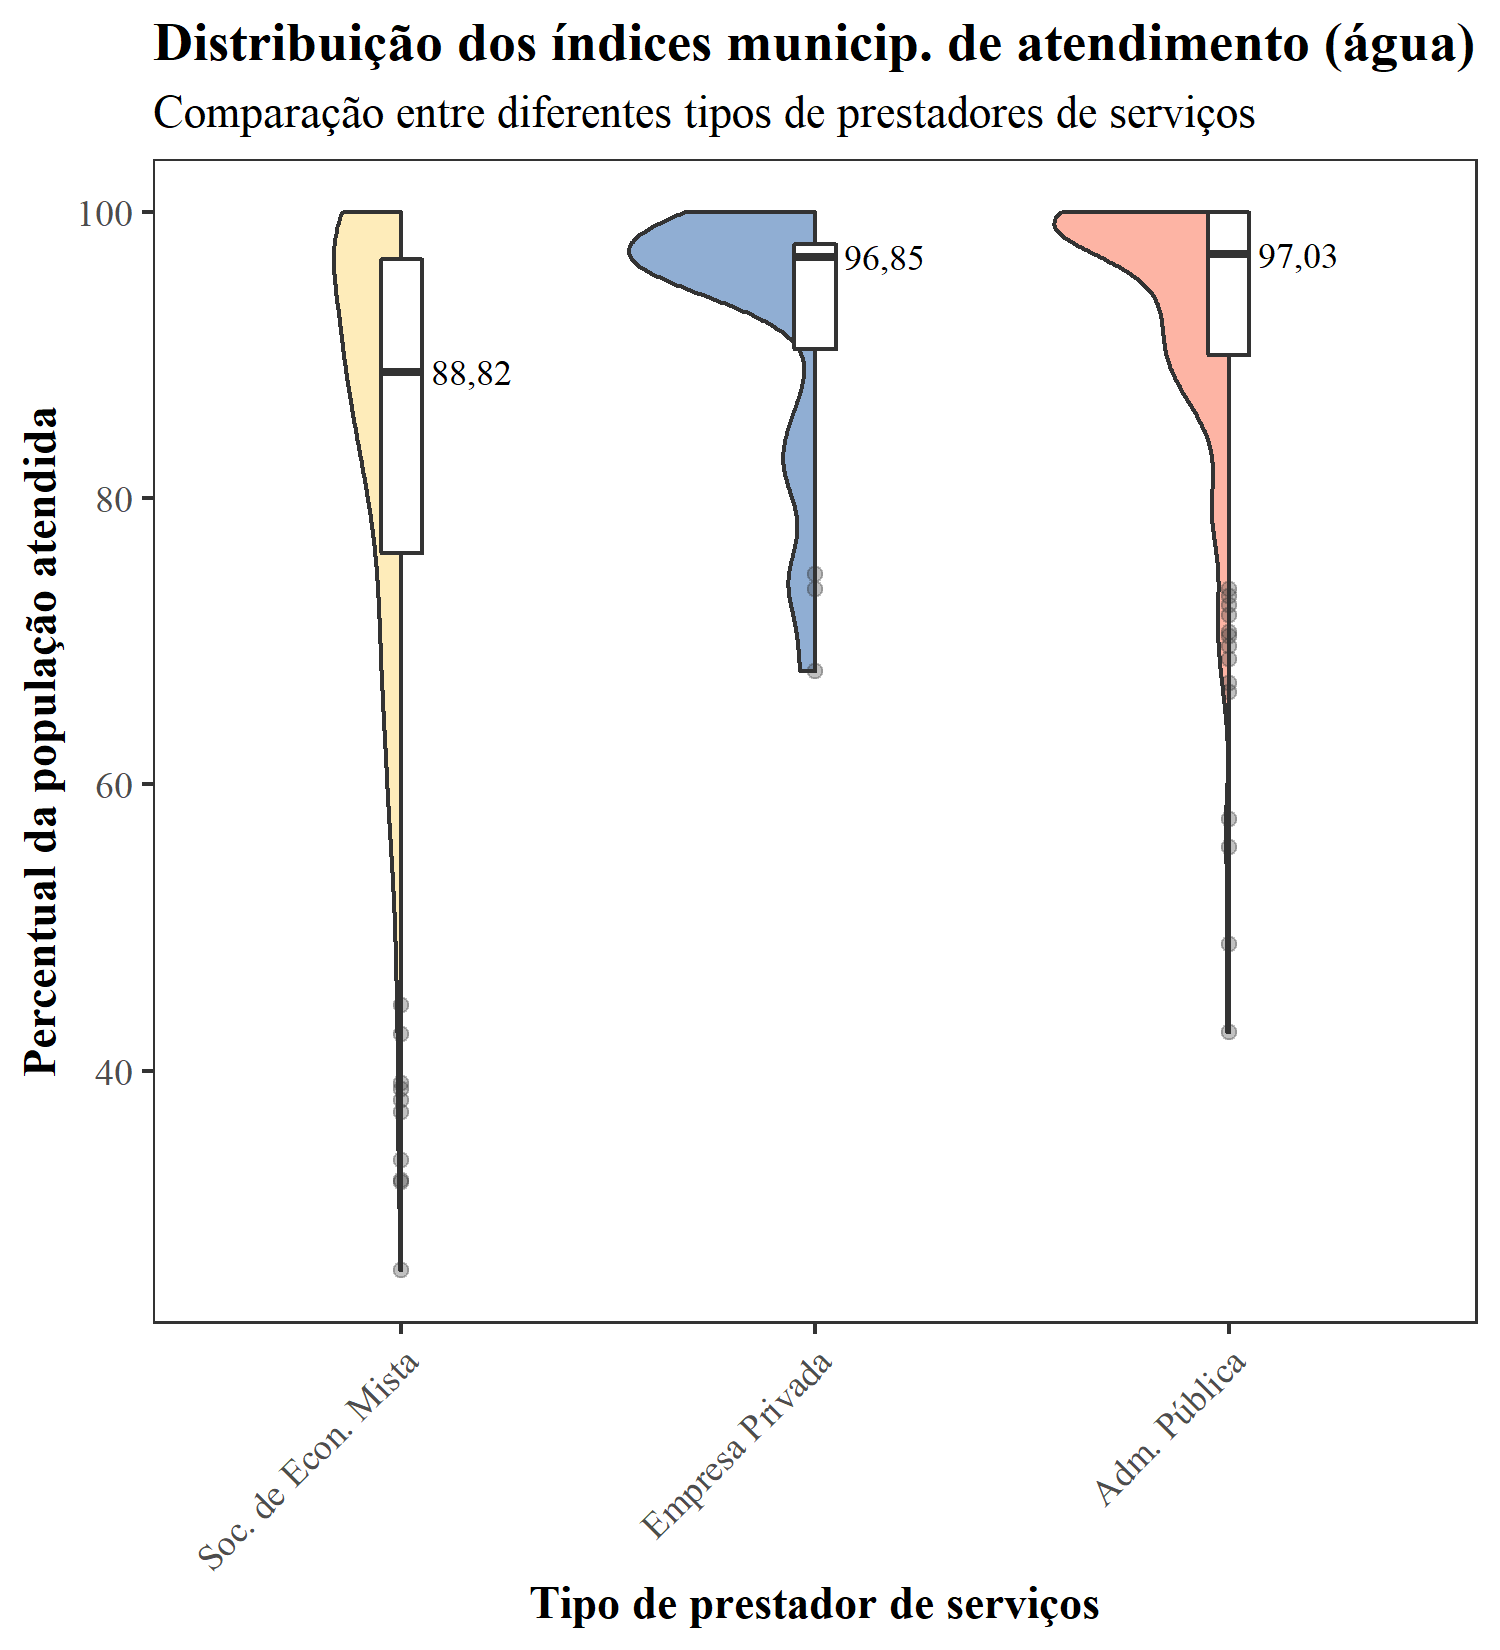 Distribuição dos índices municip. de atendimento (água)
Comparação entre diferentes tipos de prestadores de serviços
Percentual da população atendida
100
80
60
40
88,82
96,85
97,03
Soc. de Econ. Mista
Empresa Privada
Adm. Pública
Tipo de prestador de serviços